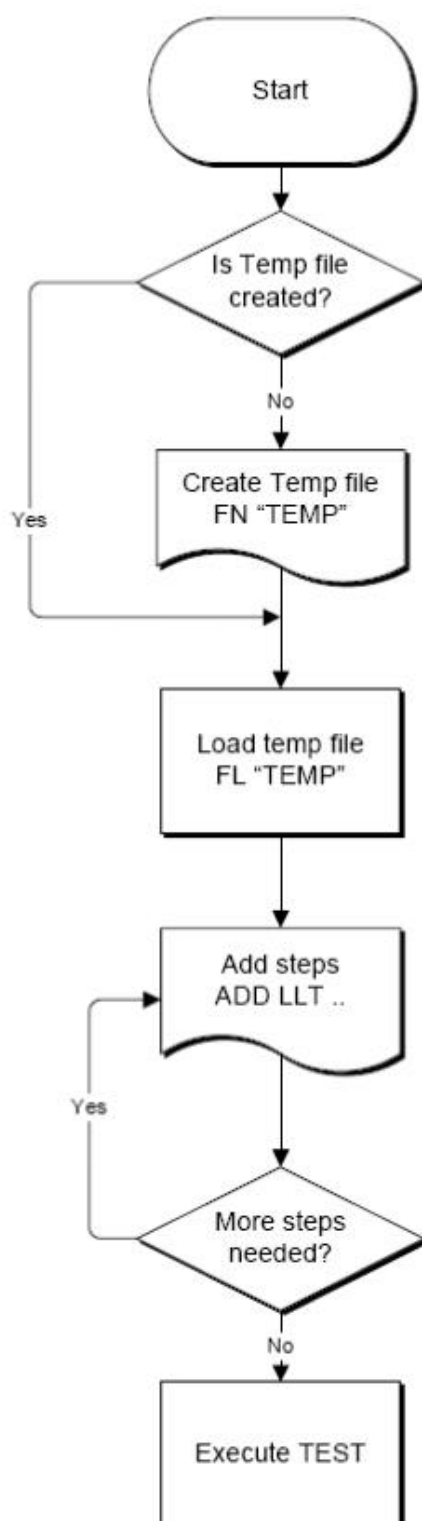 Start
Is Temp file
created?
No
Create Temp file
FN “TEMP”
Yes
Load temp file
FL “TEMP”
Add steps
ADD LLT ..
Yes
More steps
needed?
No
Execute TEST